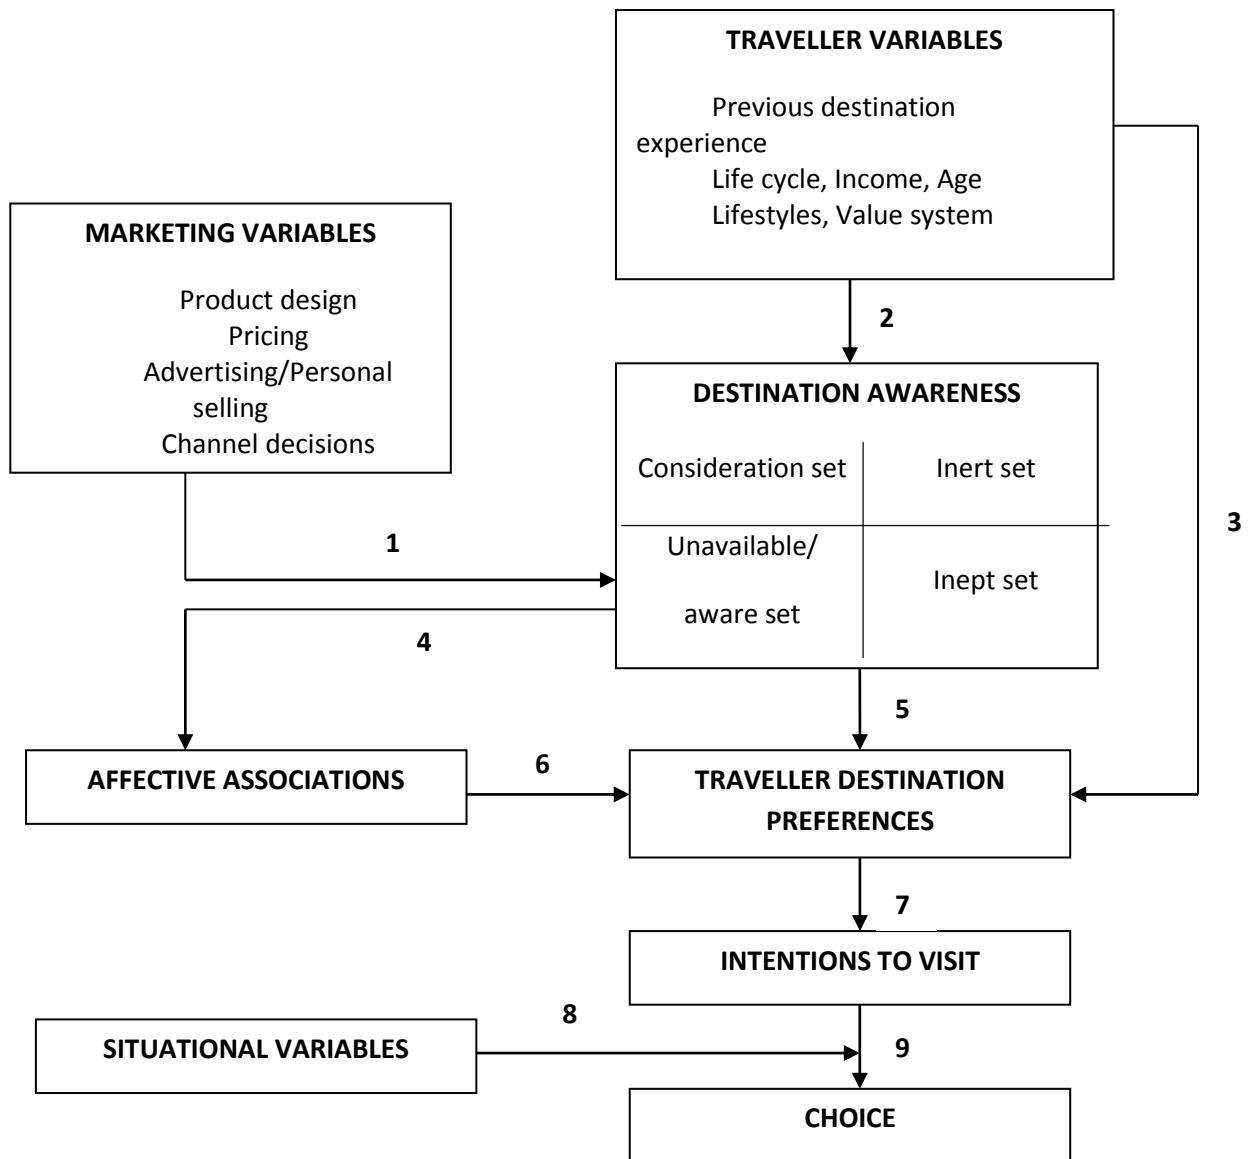 TRAVELLER VARIABLES
Previous destination
experience
Life cycle, Income, Age
Lifestyles, Value system
MARKETING VARIABLES
Product design
Pricing
Advertising/Personal
selling
Channel decisions
2
DESTINATION AWARENESS
Consideration set
Inert set
Unavailable/
aware set
Inept set
1
3
4
5
AFFECTIVE ASSOCIATIONS
6
TRAVELLER DESTINATION
PREFERENCES
7
INTENTIONS TO VISIT
SITUATIONAL VARIABLES
8
9
CHOICE